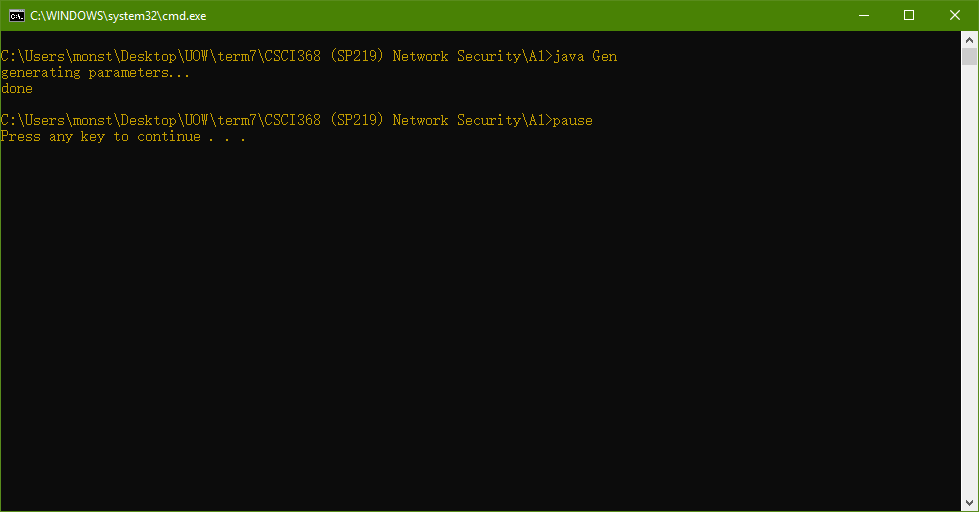 C:\WINDOWS\system32\cmd.exe
C:\Users\monst\Desktop\UOW\term7\CSCI368 (SP219) Network Security\A1>java Gen
generating parameters...
done
C:\Users\monst\Desktop\UOW\term7\CSCI368 (SP219) Network Security\A1>pause
Press any key to continue . . .